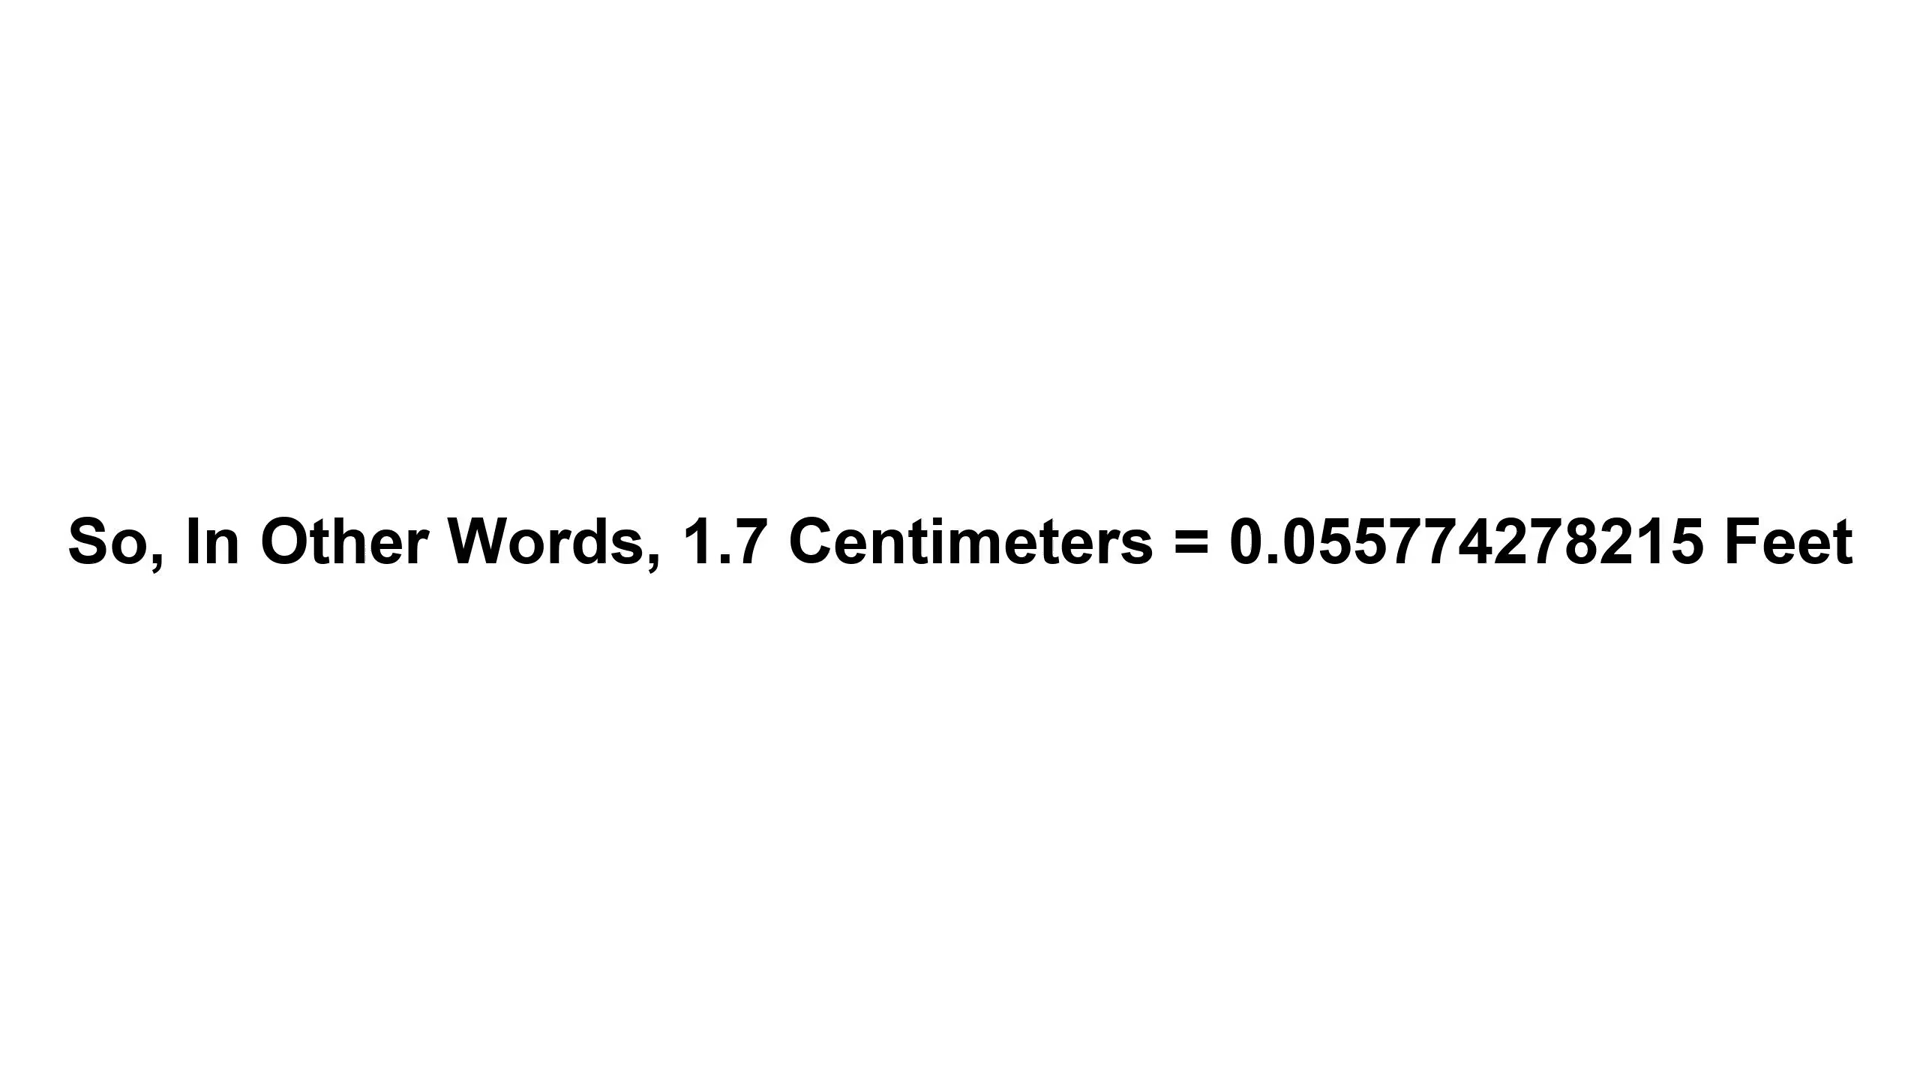 So, In Other Words, 1.7 Centimeters = 0.055774278215 Feet